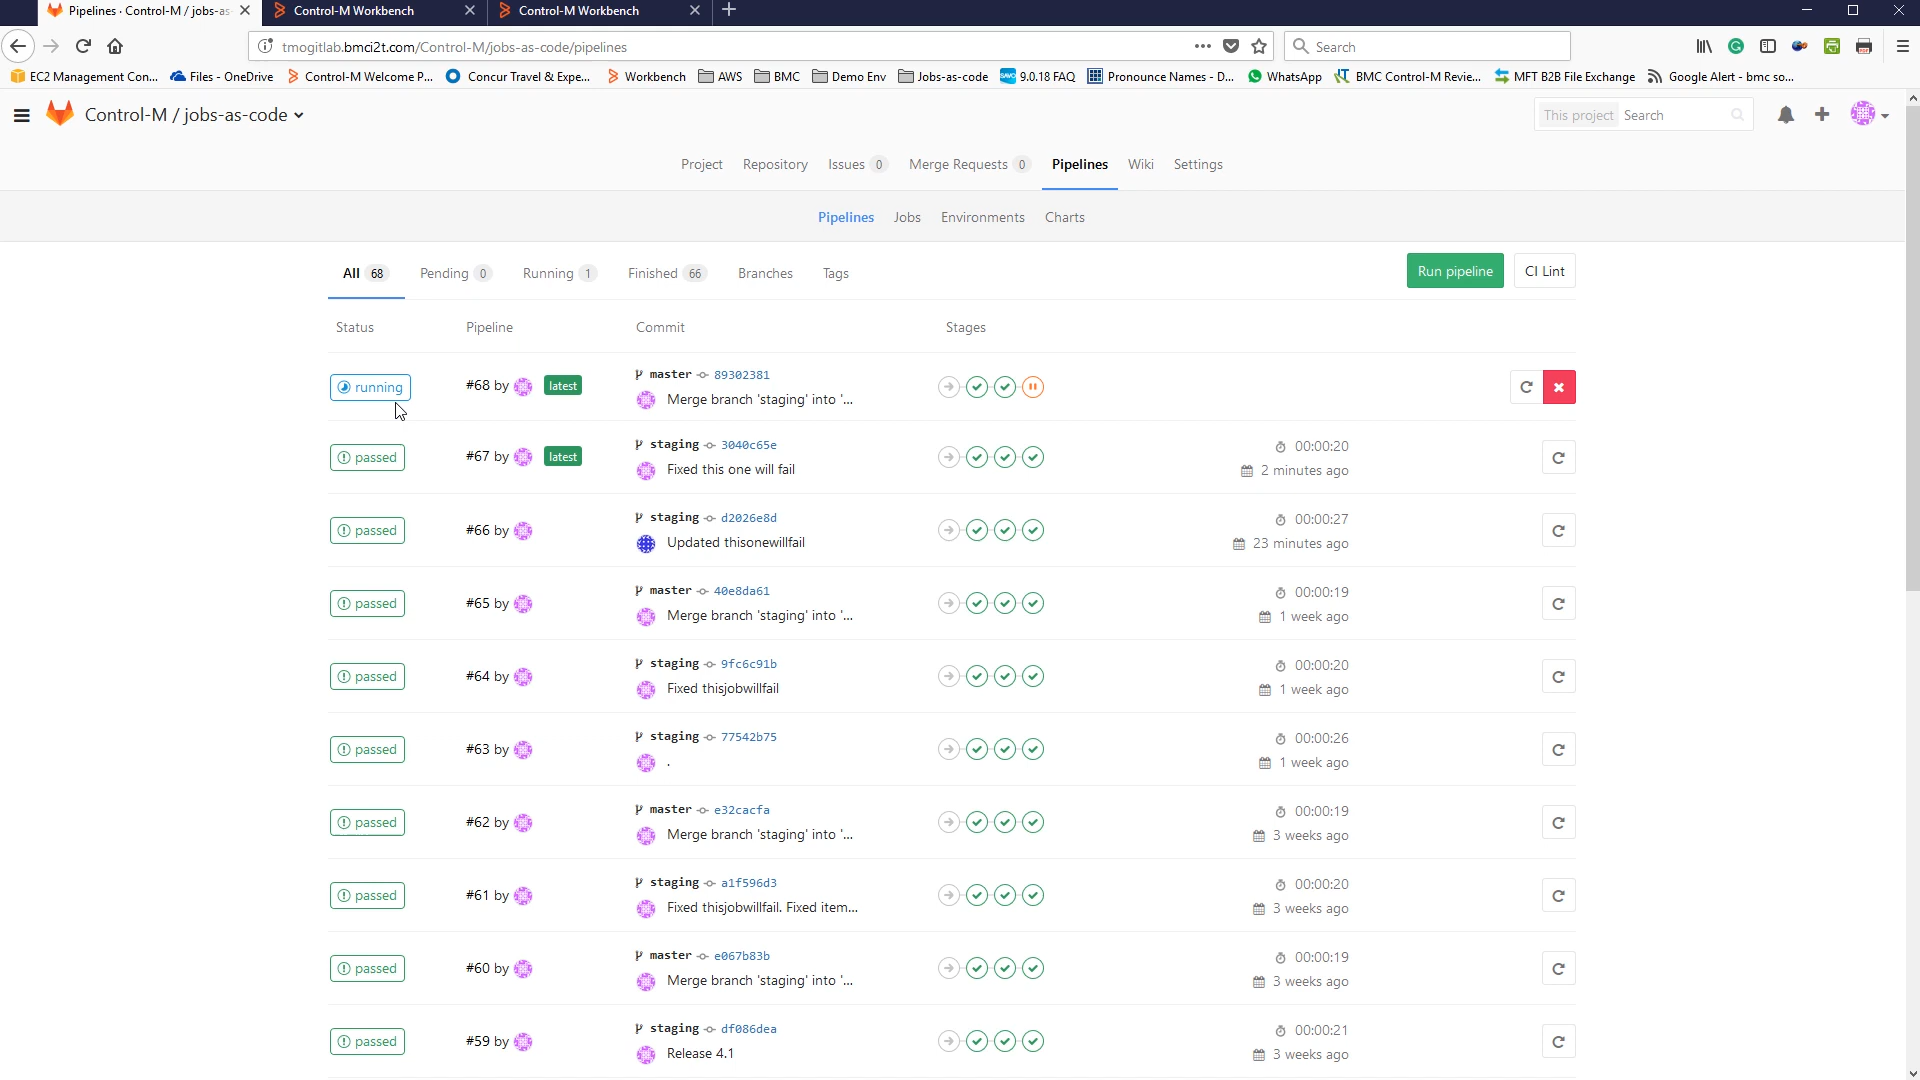 Pipelines · Control-M / jobs-as-
Control-M Workbench
Control-M Workbench
tmogitlab.bmci2t.com/Control-M/jobs-as-code/pipelines
Search
EC2 Management Con... Files - OneDrive Control-M Welcome P... Concur Travel & Expe... Workbench AWS BMC Demo Env Jobs-as-code 9.0.18 FAQ Pronounce Names - D... WhatsApp BMC Control-M Revie... MFT B2B File Exchange Google Alert - bmc so...
Control-M / jobs-as-code
This project Search
Project Repository Issues 0 Merge Requests 0 Pipelines Wiki Settings
Pipelines Jobs Environments Charts
All 68 Pending 0 Running 1 Finished 66 Branches Tags
Run pipeline CI Lint
Status Pipeline Commit Stages
running #68 by latest master 89302381
Merge branch 'staging' into '...
passed #67 by latest staging 3040c65e 00:00:20
Fixed this one will fail 2 minutes ago
passed #66 by staging d2026e8d 00:00:27
Updated thisonewillfail 23 minutes ago
passed #65 by master 40e8da61 00:00:19
Merge branch 'staging' into '... 1 week ago
passed #64 by staging 9fc6c91b 00:00:20
Fixed thisjobwillfail 1 week ago
passed #63 by staging 77542b75 00:00:26
. 1 week ago
passed #62 by master e32cacfa 00:00:19
Merge branch 'staging' into '... 3 weeks ago
passed #61 by staging a1f596d3 00:00:20
Fixed thisjobwillfail. Fixed item... 3 weeks ago
passed #60 by master e067b83b 00:00:19
Merge branch 'staging' into '... 3 weeks ago
passed #59 by staging df086dea 00:00:21
Release 4.1 3 weeks ago